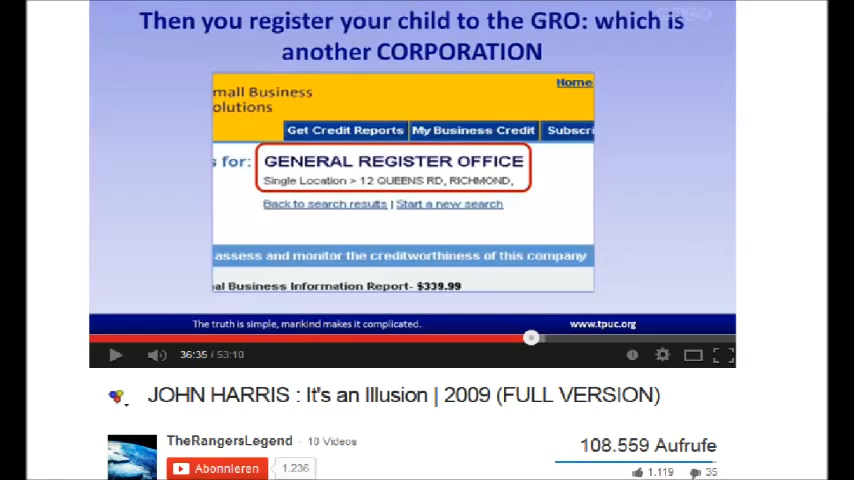 Then you register your child to the GRO: which is
another CORPORATION
Home
mall Business
olutions
Get Credit Reports My Business Credit Subscri
s for: GENERAL REGISTER OFFICE
Single Location > 12 QUEENS RD, RICHMOND,
Back to search results | Start a new search
assess and monitor the creditworthiness of this company
al Business Information Report- $339.99
The truth is simple, mankind makes it complicated. www.tpuc.org
36:35 / 53:10
JOHN HARRIS : It's an Illusion | 2009 (FULL VERSION)
TheRangersLegend · 10 Videos
108.559 Aufrufe
Abonnieren 1.236
1.119 35